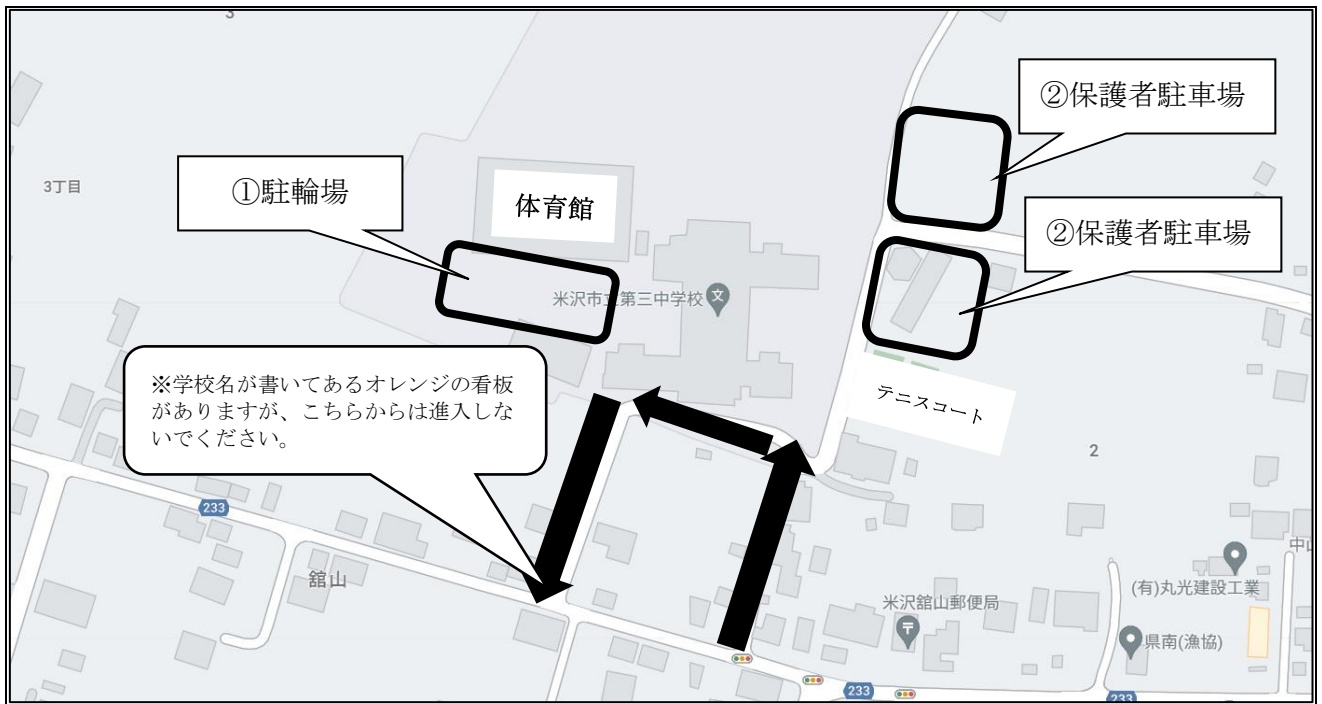 3
②保護者駐車場
3丁目
①駐輪場
体育館
②保護者駐車場
米沢市立第三中学校
文
※学校名が書いてあるオレンジの看板
がありますが、こちらからは進入しな
いでください。
テニスコート
2
233
舘山
中山
(有)丸光建設工業
米沢舘山郵便局
県南(漁協)
233
233